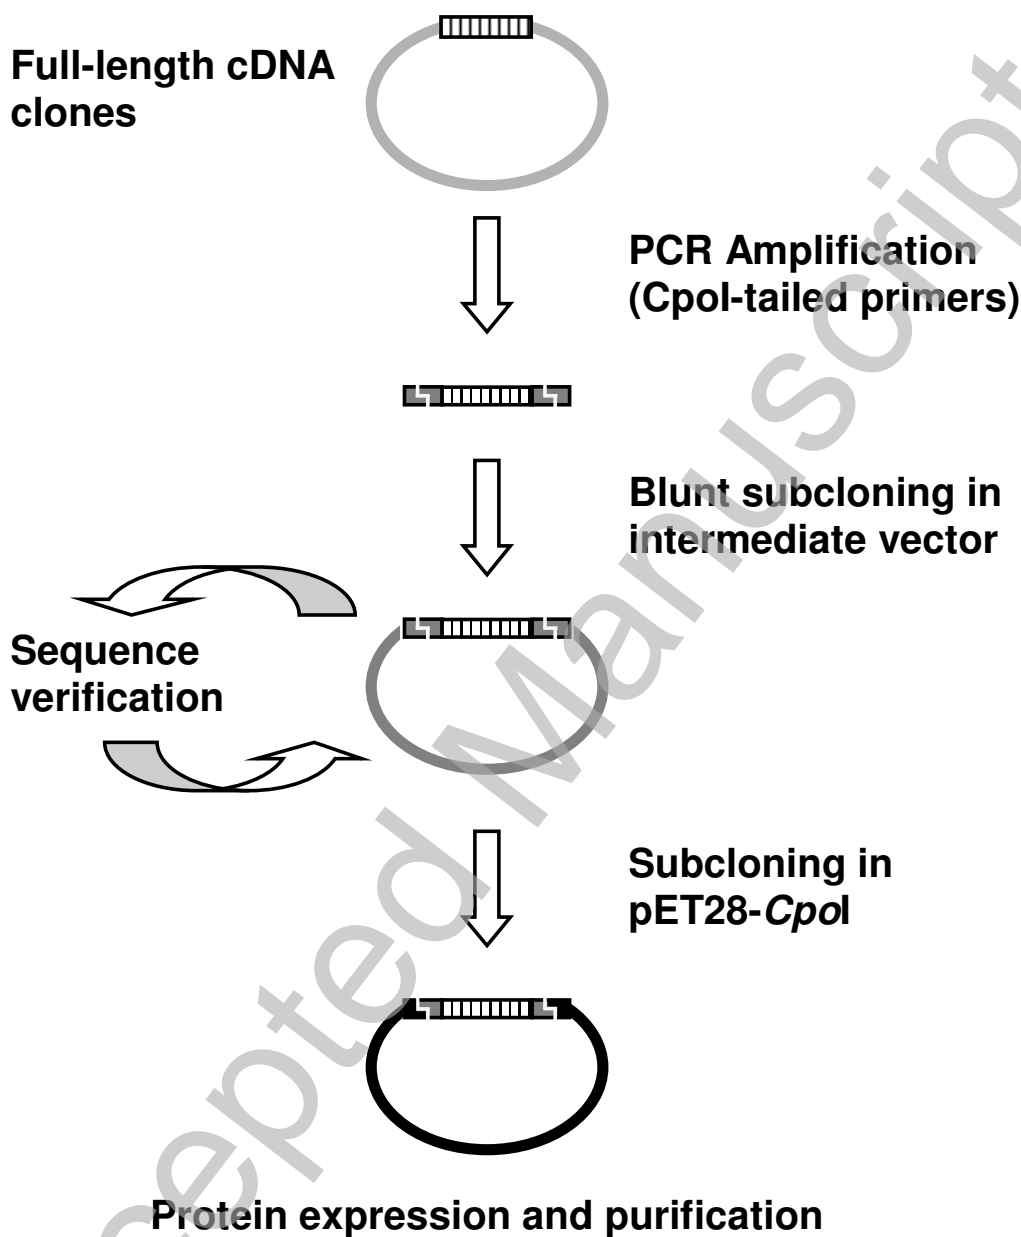 Full-length cDNA
clones
PCR Amplification
(CpoI-tailed primers)
Blunt subcloning in
intermediate vector
Sequence
verification
Subcloning in
pET28-CpoI
Protein expression and purification
cepted Manuscript